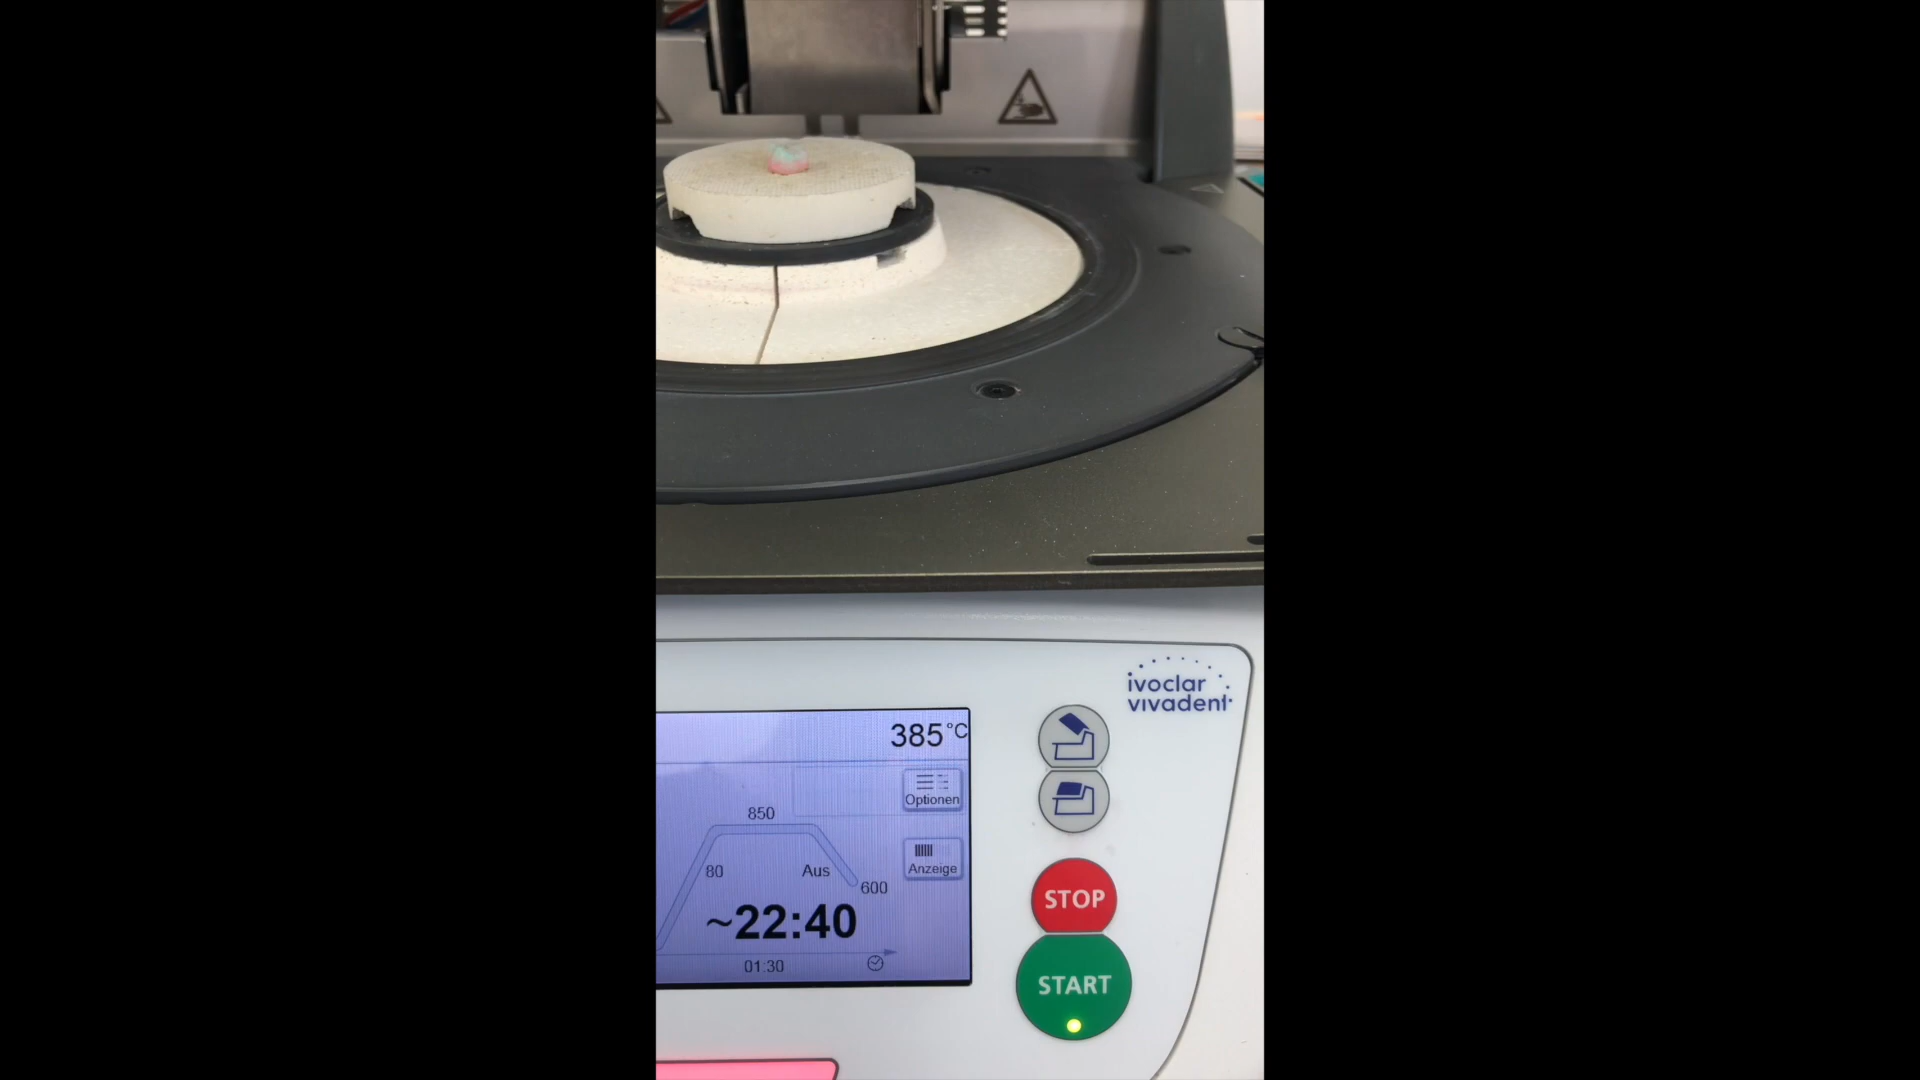 ivoclar
vivadent
385°C
Optionen
850
Anzeige
80
Aus
600
~22:40
01:30
STOP
START